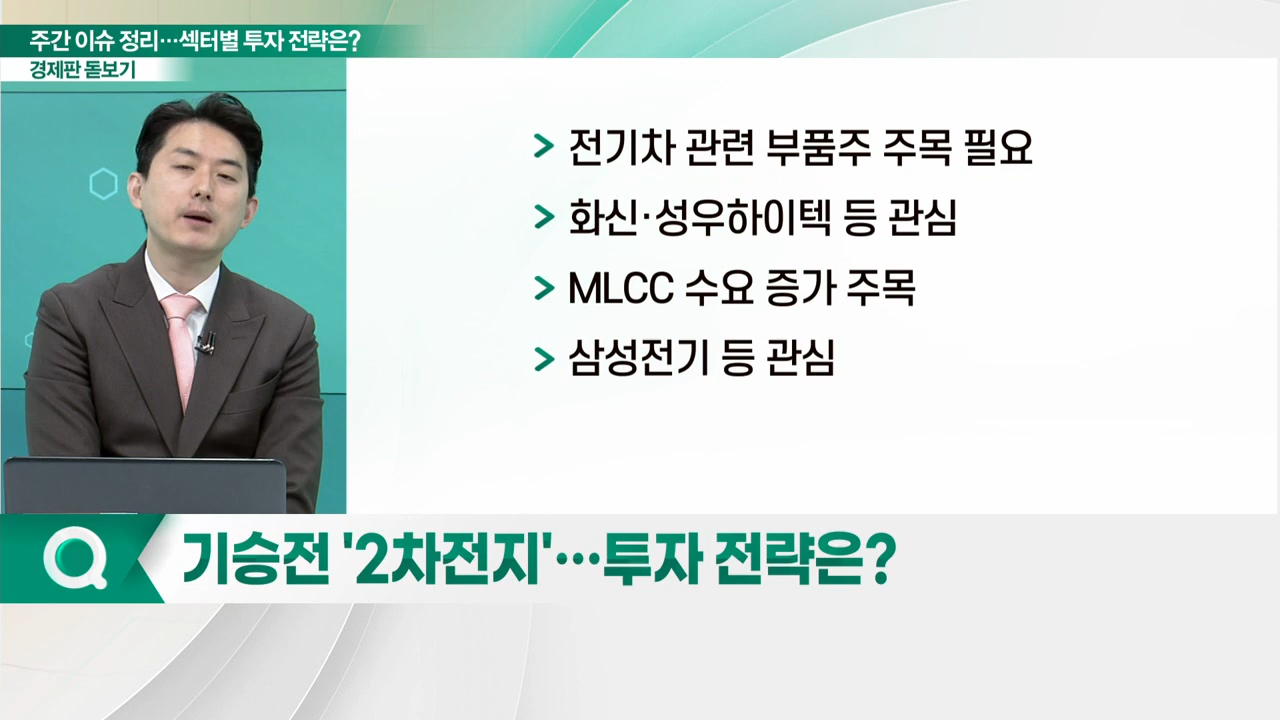 주간 이슈 정리…섹터별 투자 전략은?
경제판 돋보기
> 전기차 관련 부품주 주목 필요
> 화신·성우하이텍 등 관심
> MLCC 수요 증가 주목
> 삼성전기 등 관심
기승전 '2차전지'…투자 전략은?